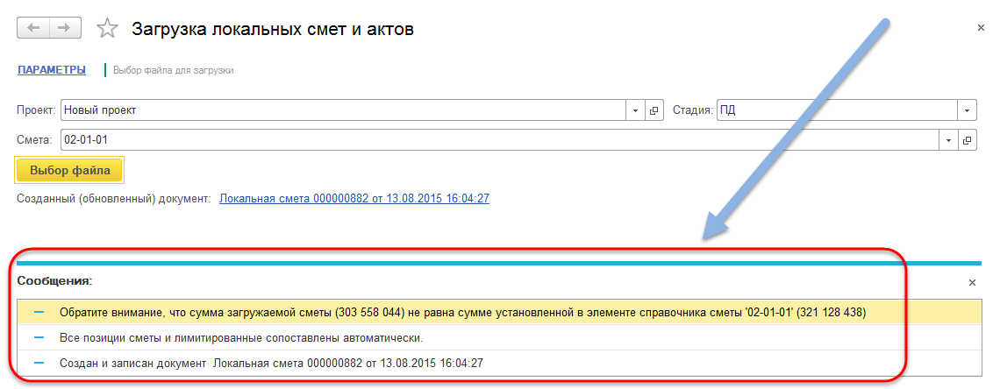 Загрузка локальных смет и актов
ПАРАМЕТРЫ Выбор файла для загрузки
Проект: Новый проект Стадия: ПД
Смета: 02-01-01
Выбор файла
Созданный (обновленный) документ: Локальная смета 000000882 от 13.08.2015 16:04:27
Сообщения:
Обратите внимание, что сумма загружаемой сметы (303 558 044) не равна сумме установленной в элементе справочника сметы '02-01-01' (321 128 438)
Все позиции сметы и лимитированные сопоставлены автоматически.
Создан и записан документ Локальная смета 000000882 от 13.08.2015 16:04:27